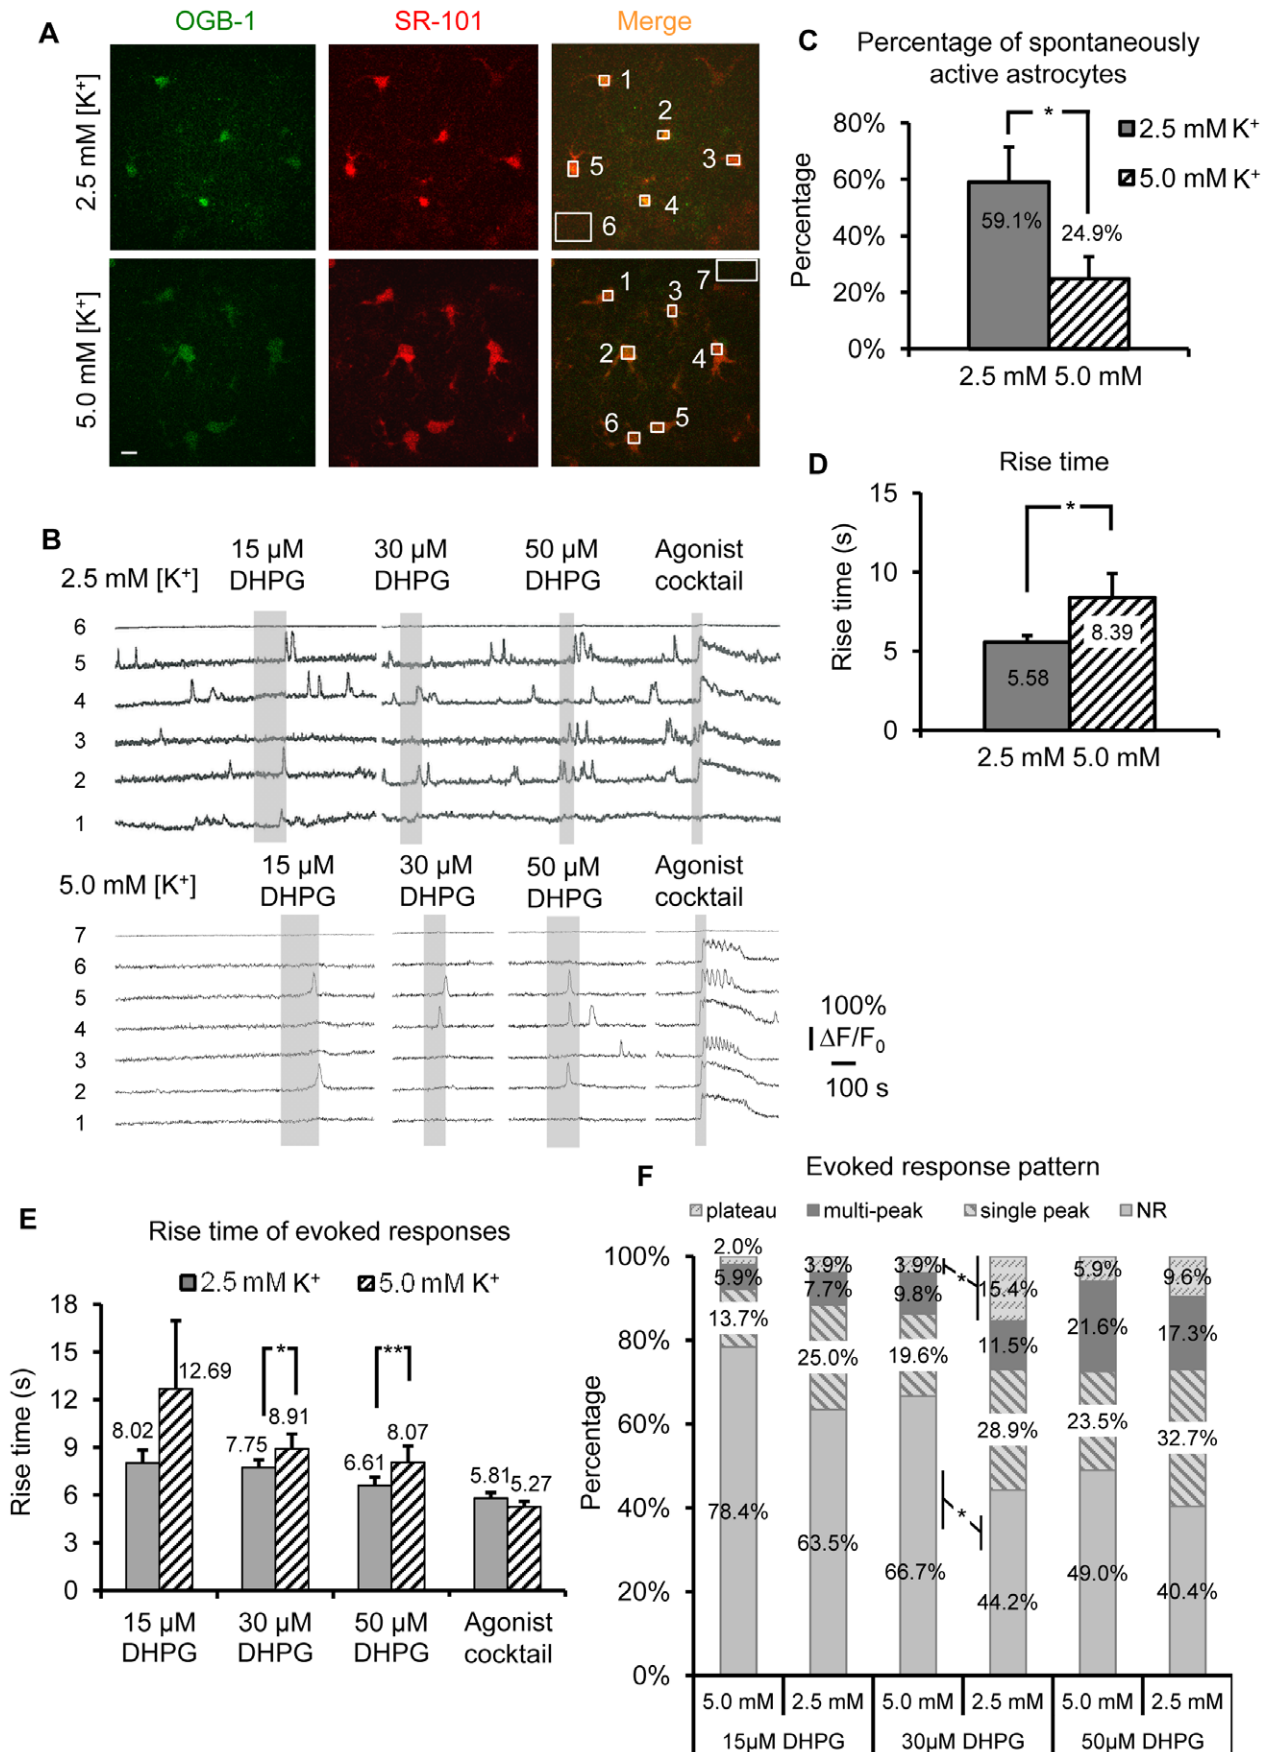 A
OGB-1
SR-101
Merge
2.5 mM [K⁺]
1
2
3
4
5
6
5.0 mM [K⁺]
1
2
3
4
5
6
7
C
Percentage of spontaneously
active astrocytes
Percentage
80%
60%
40%
20%
0%
*
59.1%
24.9%
2.5 mM K⁺
5.0 mM K⁺
2.5 mM 5.0 mM
D
Rise time
Rise time (s)
15
10
5
0
*
5.58
8.39
2.5 mM 5.0 mM
B
2.5 mM [K⁺]
15 µM
DHPG
30 µM
DHPG
50 µM
DHPG
Agonist
cocktail
6
5
4
3
2
1
5.0 mM [K⁺]
15 µM
DHPG
30 µM
DHPG
50 µM
DHPG
Agonist
cocktail
7
6
5
4
3
2
1
100%
ΔF/F₀
100 s
E
Rise time of evoked responses
2.5 mM K⁺
5.0 mM K⁺
Rise time (s)
18
15
12
9
6
3
0
8.02
12.69
*
7.75
8.91
**
6.61
8.07
5.81
5.27
15 µM
DHPG
30 µM
DHPG
50 µM
DHPG
Agonist
cocktail
F
Evoked response pattern
plateau
multi-peak
single peak
NR
Percentage
100%
80%
60%
40%
20%
0%
2.0%
5.9%
13.7%
78.4%
3.9%
7.7%
25.0%
63.5%
3.9%
9.8%
19.6%
66.7%
*
*
15.4%
11.5%
28.9%
44.2%
5.9%
21.6%
23.5%
49.0%
9.6%
17.3%
32.7%
40.4%
5.0 mM
2.5 mM
5.0 mM
2.5 mM
5.0 mM
2.5 mM
15µM DHPG
30µM DHPG
50µM DHPG